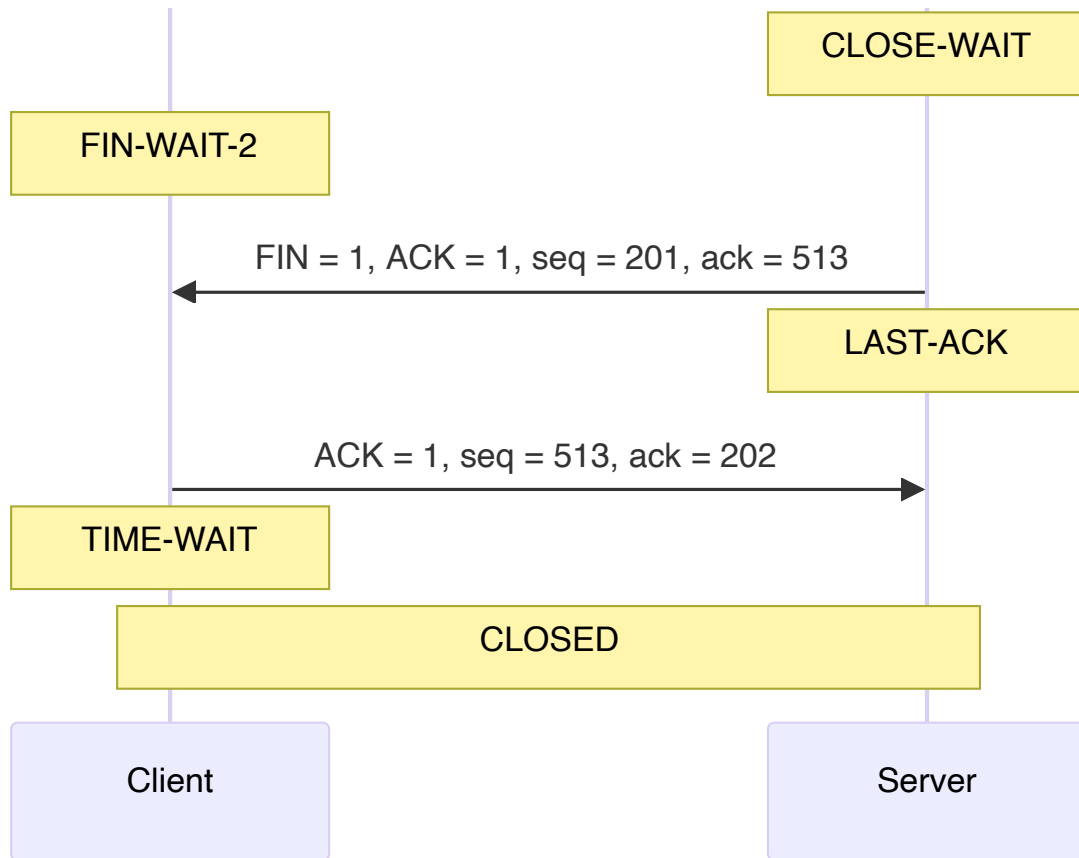 CLOSE-WAIT
FIN-WAIT-2
FIN = 1, ACK = 1, seq = 201, ack = 513
LAST-ACK
ACK = 1, seq = 513, ack = 202
TIME-WAIT
CLOSED
Client
Server